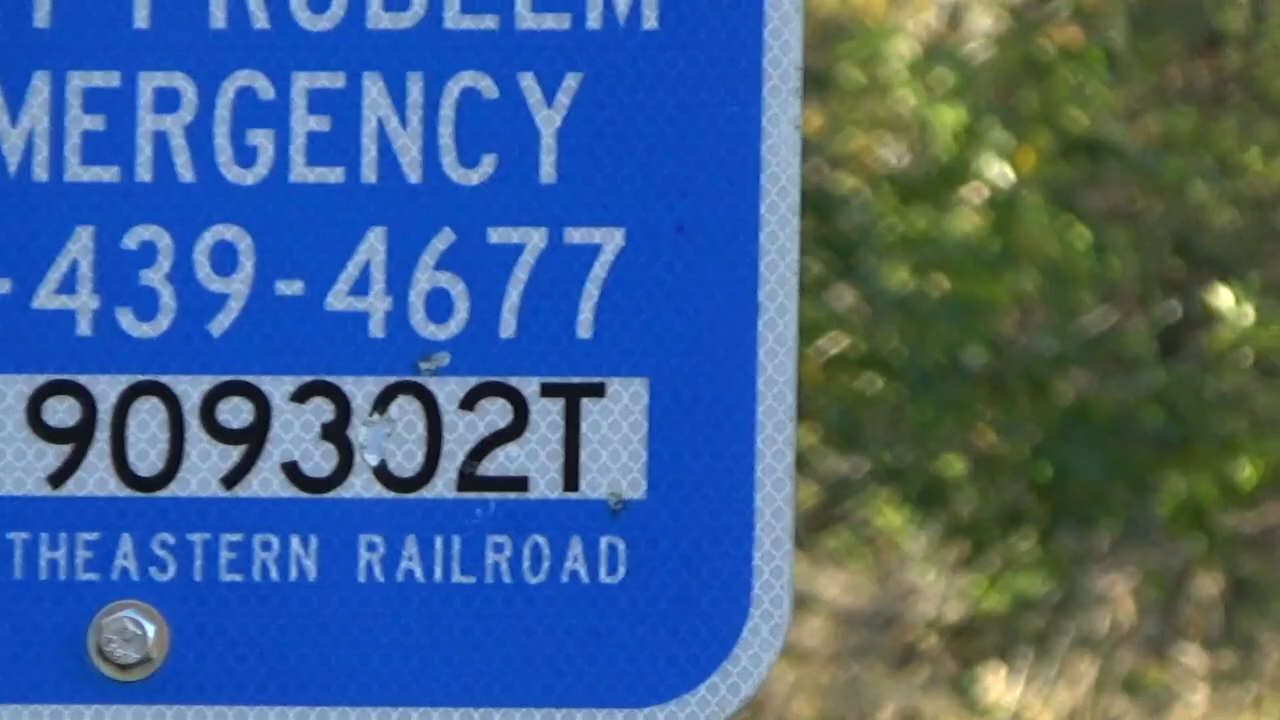 Y PROBLEM
MERGENCY
-439-4677
909302T
THEASTERN RAILROAD